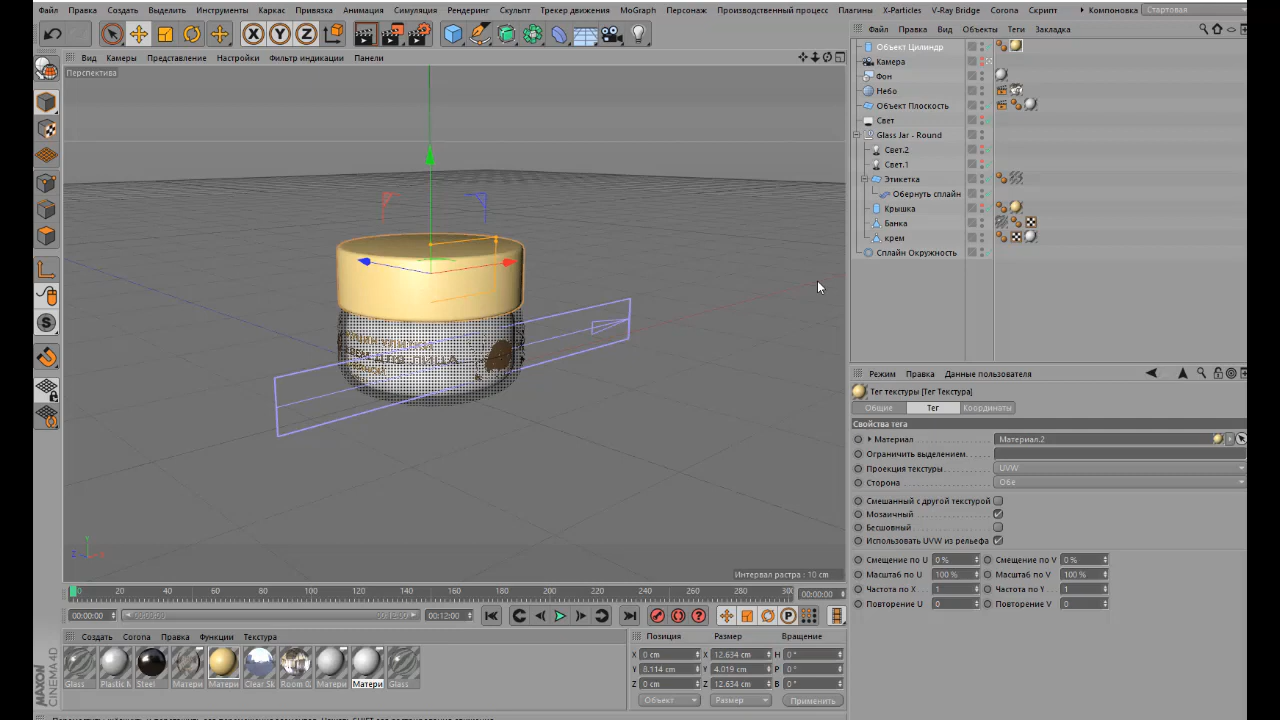 Файл Правка Создать Выделить Инструменты Каркас Привязка Анимация Симуляция Рендеринг Скульпт Трекер движения MoGraph Персонаж Производственный процесс Плагины X-Particles V-Ray Bridge Corona Скрипт Компоновка Стартовая
Файл Правка Вид Объекты Теги Закладка
Вид Камеры Отображение Настройки Фильтр индикации Панели
Перспектива
Объект Цилиндр
Камера
Фон
Небо
Объект Плоскость
Свет
Glass Jar - Round
Свет.2
Свет.1
Этикетка
Обернуть сплайн
Крышка
Банка
крем
Сплайн Окружность
X Y Z
ЛИЦА
Z
Интервал растра : 10 cm
Режим Правка Данные пользователя
Тег текстуры [Тег Текстура]
Общие Тег Координаты
Свойства тега
Материал Материал.2
Ограничить выделением.
Проекция текстуры UVW
Сторона Обе
Смешанный с другой текстурой
Мозаичный
Бесшовный
Использовать UVW из рельефа
Смещение по U 0 % Смещение по V 0 %
Масштаб по U 100 % Масштаб по V 100 %
Частота по X 1 Частота по Y 1
Повторение U 0 Повторение V 0
0 20 40 60 80 100 120 140 160 180 200 220 240 260 280 300 00:00:00
00:00:00 00:00:00 00:12:00
Создать Corona Правка Функции Текстура
Glass Plastic M Steel Матери Матери Clear Sk Room 0 Матери Матери Glass
Позиция Размер Вращение
X 0 cm X 12.634 cm H 0 °
Y 8.114 cm Y 4.019 cm P 0 °
Z 0 cm Z 12.634 cm B 0 °
Объект Размер Применить
MAXON
CINEMA 4D